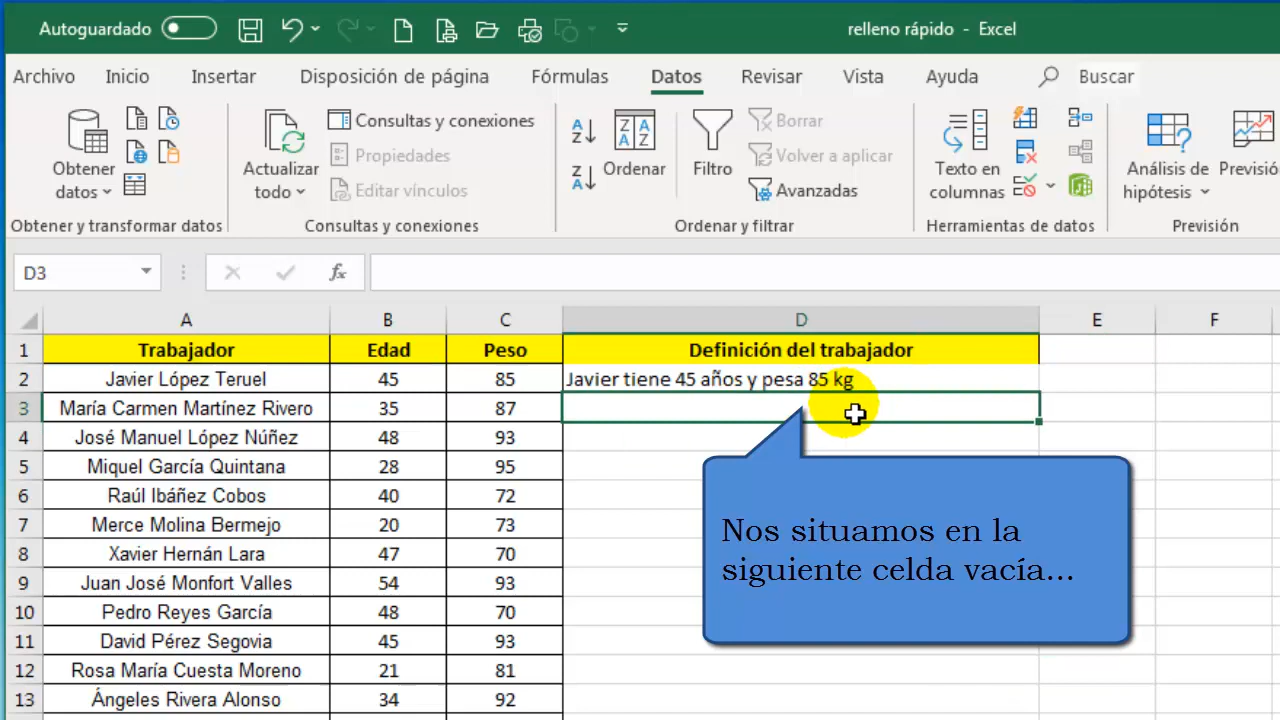 Autoguardado
relleno rápido - Excel
Archivo Inicio Insertar Disposición de página Fórmulas Datos Revisar Vista Ayuda Buscar
Obtener datos
Actualizar todo
Consultas y conexiones
Propiedades
Editar vínculos
A Z
Z A
Z A A Z
Ordenar
Filtro
Borrar
Volver a aplicar
Avanzadas
Texto en columnas
Análisis de hipótesis
Previsió
Obtener y transformar datos Consultas y conexiones Ordenar y filtrar Herramientas de datos Previsión
D3 fx
A B C D E F
1 Trabajador Edad Peso Definición del trabajador
2 Javier López Teruel 45 85 Javier tiene 45 años y pesa 85 kg
3 María Carmen Martínez Rivero 35 87
4 José Manuel López Núñez 48 93
5 Miquel García Quintana 28 95
6 Raúl Ibáñez Cobos 40 72
7 Merce Molina Bermejo 20 73
8 Xavier Hernán Lara 47 70
9 Juan José Monfort Valles 54 93
10 Pedro Reyes García 48 70
11 David Pérez Segovia 45 93
12 Rosa María Cuesta Moreno 21 81
13 Ángeles Rivera Alonso 34 92
Nos situamos en la
siguiente celda vacía...